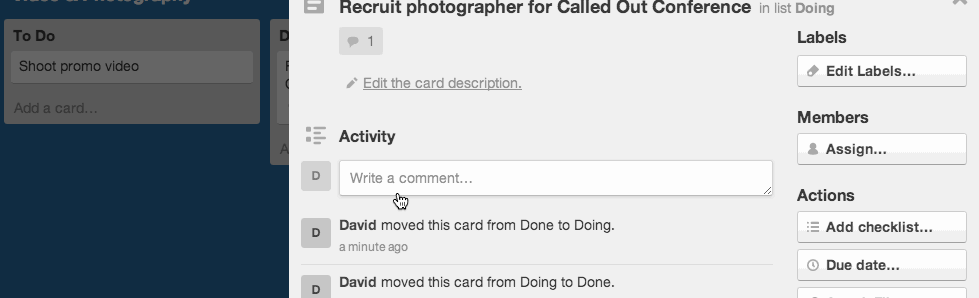 To Do
Shoot promo video
Add a card…
D
Recruit photographer for Called Out Conference in list Doing
1
Edit the card description.
Activity
D
Write a comment…
D
David moved this card from Done to Doing.
a minute ago
D
David moved this card from Doing to Done.
Labels
Edit Labels…
Members
Assign…
Actions
Add checklist…
Due date…